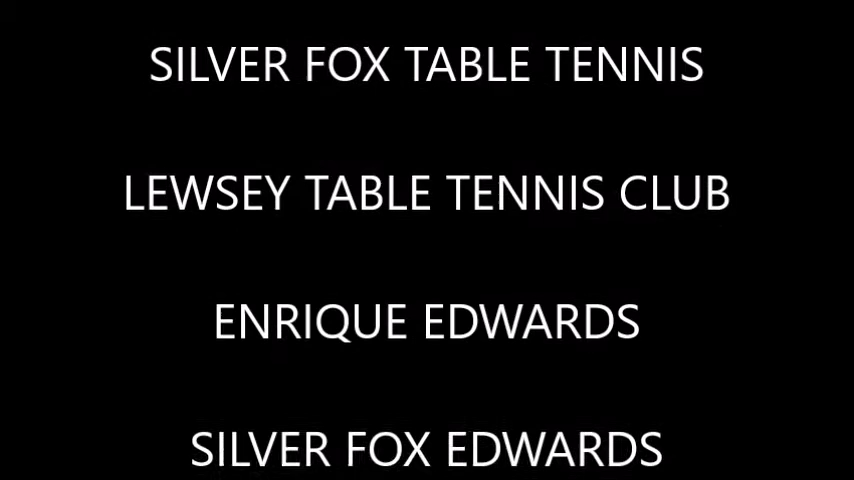 SILVER FOX TABLE TENNIS
LEWSEY TABLE TENNIS CLUB
ENRIQUE EDWARDS
SILVER FOX EDWARDS